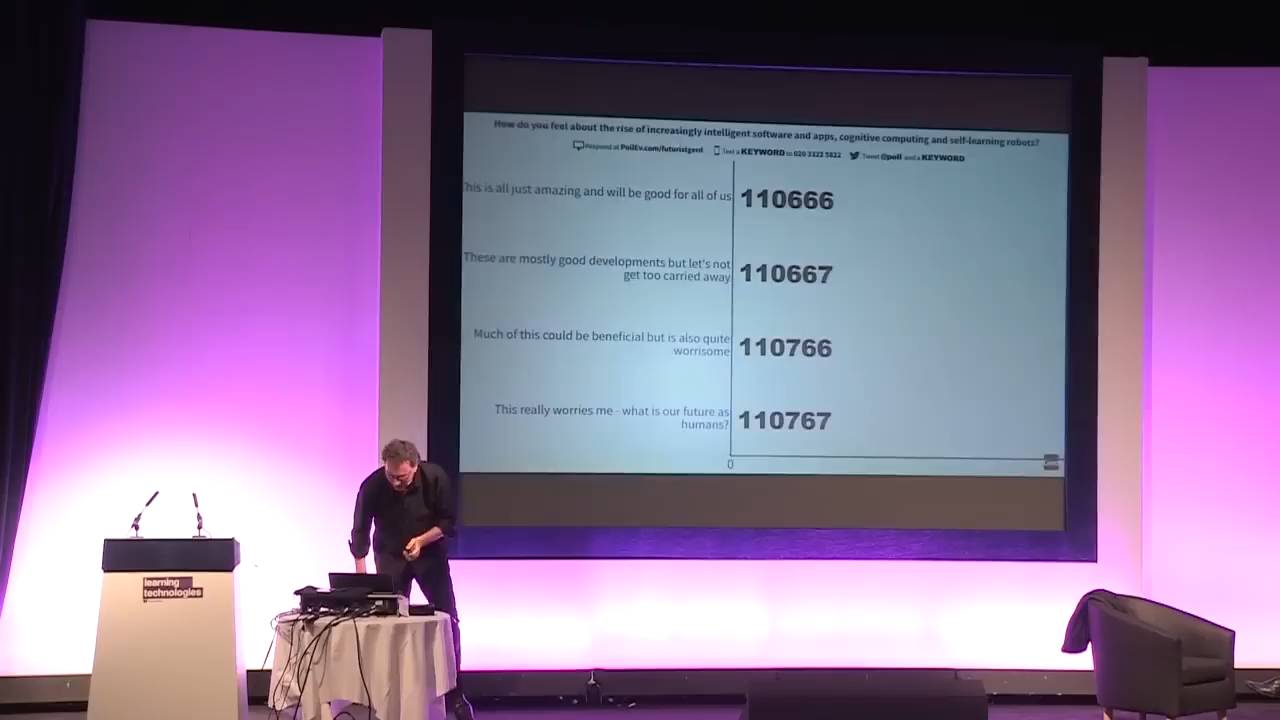 How do you feel about the rise of increasingly intelligent software and apps, cognitive computing and self-learning robots?
Respond at PollEv.com/futuristgerd Text a KEYWORD to 020 3322 5822 Tweet @poll and a KEYWORD
This is all just amazing and will be good for all of us 110666
These are mostly good developments but let's not
get too carried away 110667
Much of this could be beneficial but is also quite
worrisome 110766
This really worries me - what is our future as
humans? 110767
0
learning
technologies